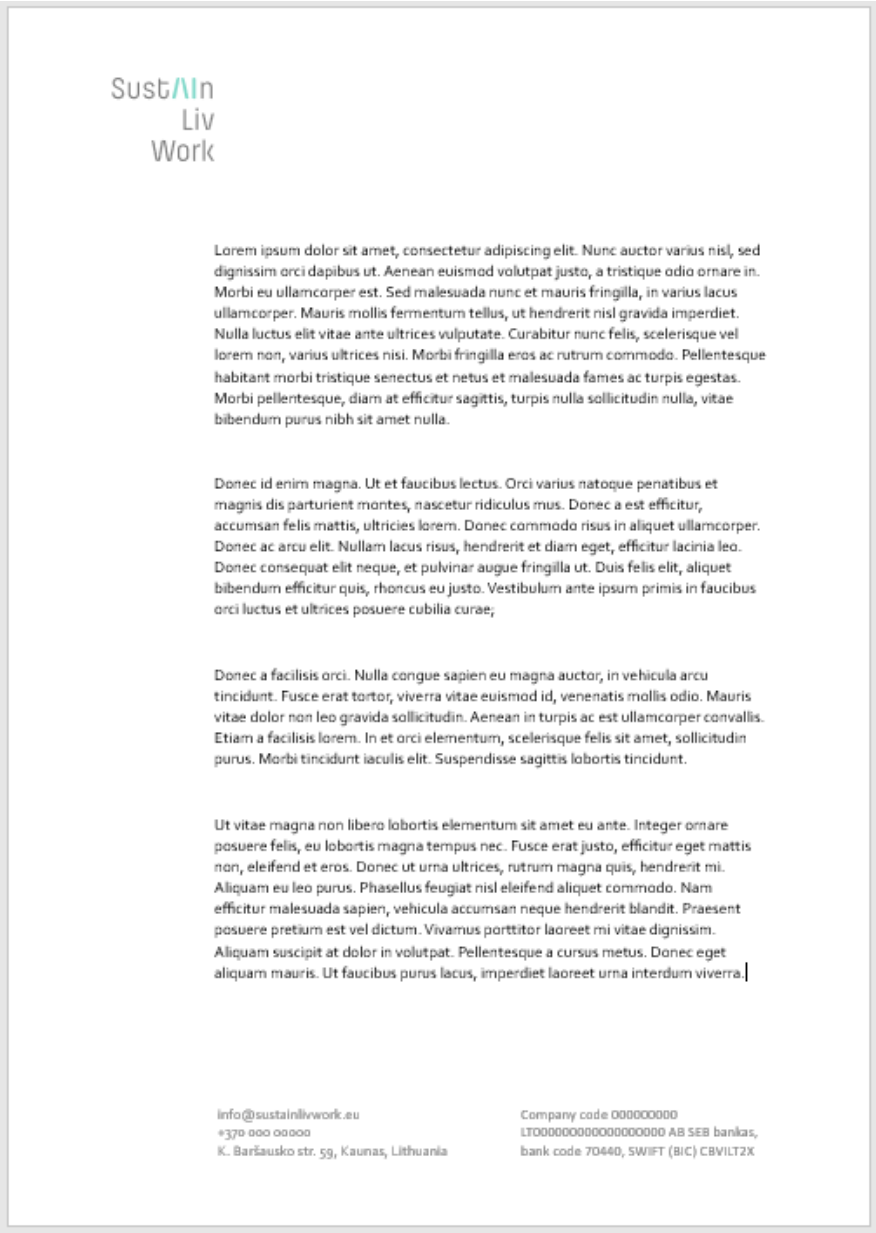 SustAIn
Liv
Work
Lorem ipsum dolor sit amet, consectetur adipiscing elit. Nunc auctor varius nisl, sed
dignissim orci dapibus ut. Aenean euismod volutpat justo, a tristique odio ornare in.
Morbi eu ullamcorper est. Sed malesuada nunc et mauris fringilla, in varius lacus
ullamcorper. Mauris mollis fermentum tellus, ut hendrerit nisl gravida imperdiet.
Nulla luctus elit vitae ante ultrices vulputate. Curabitur nunc felis, scelerisque vel
lorem non, varius ultrices nisi. Morbi fringilla eros ac rutrum commodo. Pellentesque
habitant morbi tristique senectus et netus et malesuada fames ac turpis egestas.
Morbi pellentesque, diam at efficitur sagittis, turpis nulla sollicitudin nulla, vitae
bibendum purus nibh sit amet nulla.
Donec id enim magna. Ut et faucibus lectus. Orci varius natoque penatibus et
magnis dis parturient montes, nascetur ridiculus mus. Donec a est efficitur,
accumsan felis mattis, ultricies lorem. Donec commodo risus in aliquet ullamcorper.
Donec ac arcu elit. Nullam lacus risus, hendrerit et diam eget, efficitur lacinia leo.
Donec consequat elit neque, et pulvinar augue fringilla ut. Duis felis elit, aliquet
bibendum efficitur quis, rhoncus eu justo. Vestibulum ante ipsum primis in faucibus
orci luctus et ultrices posuere cubilia curae;
Donec a facilisis orci. Nulla congue sapien eu magna auctor, in vehicula arcu
tincidunt. Fusce erat tortor, viverra vitae euismod id, venenatis mollis odio. Mauris
vitae dolor non leo gravida sollicitudin. Aenean in turpis ac est ullamcorper convallis.
Etiam a facilisis lorem. In et orci elementum, scelerisque felis sit amet, sollicitudin
purus. Morbi tincidunt iaculis elit. Suspendisse sagittis lobortis tincidunt.
Ut vitae magna non libero lobortis elementum sit amet eu ante. Integer ornare
posuere felis, eu lobortis magna tempus nec. Fusce erat justo, efficitur eget mattis
non, eleifend et eros. Donec ut urna ultrices, rutrum magna quis, hendrerit mi.
Aliquam eu leo purus. Phasellus feugiat nisl eleifend aliquet commodo. Nam
efficitur malesuada sapien, vehicula accumsan neque hendrerit blandit. Praesent
posuere pretium est vel dictum. Vivamus porttitor laoreet mi vitae dignissim.
Aliquam suscipit at dolor in volutpat. Pellentesque a cursus metus. Donec eget
aliquam mauris. Ut faucibus purus lacus, imperdiet laoreet urna interdum viverra.
info@sustainlivwork.eu
+370 000 00000
K. Baršausko str. 59, Kaunas, Lithuania
Company code 000000000
LT000000000000000000 AB SEB bankas,
bank code 70440, SWIFT (BIC) CBVILT2X